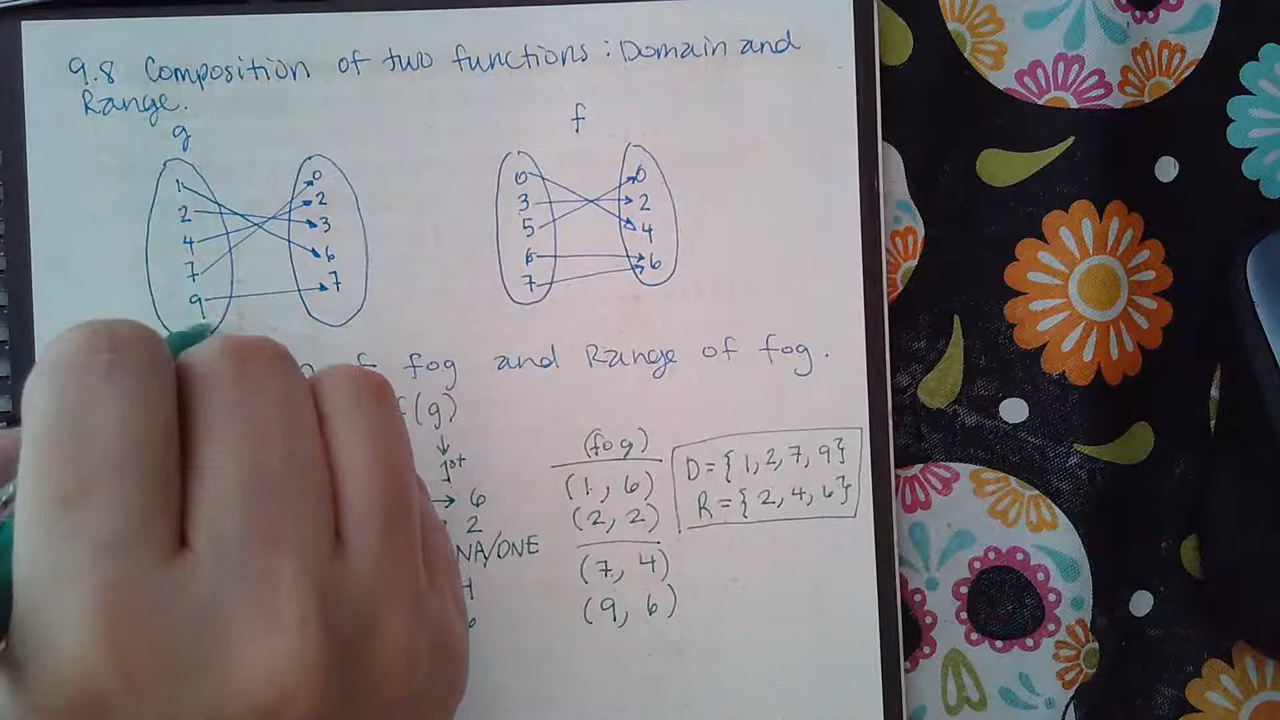 9.8 Composition of two functions : Domain and
Range.
g
f
1
2
4
7
9
0
2
3
6
7
0
3
5
6
7
0
2
4
6
fog and Range of fog.
(g)
↓
1st
→ 6
2
NA/DNE
(fog)
(1, 6)
(2, 2)
(7, 4)
(9, 6)
D = { 1, 2, 7, 9}
R = { 2, 4, 6}